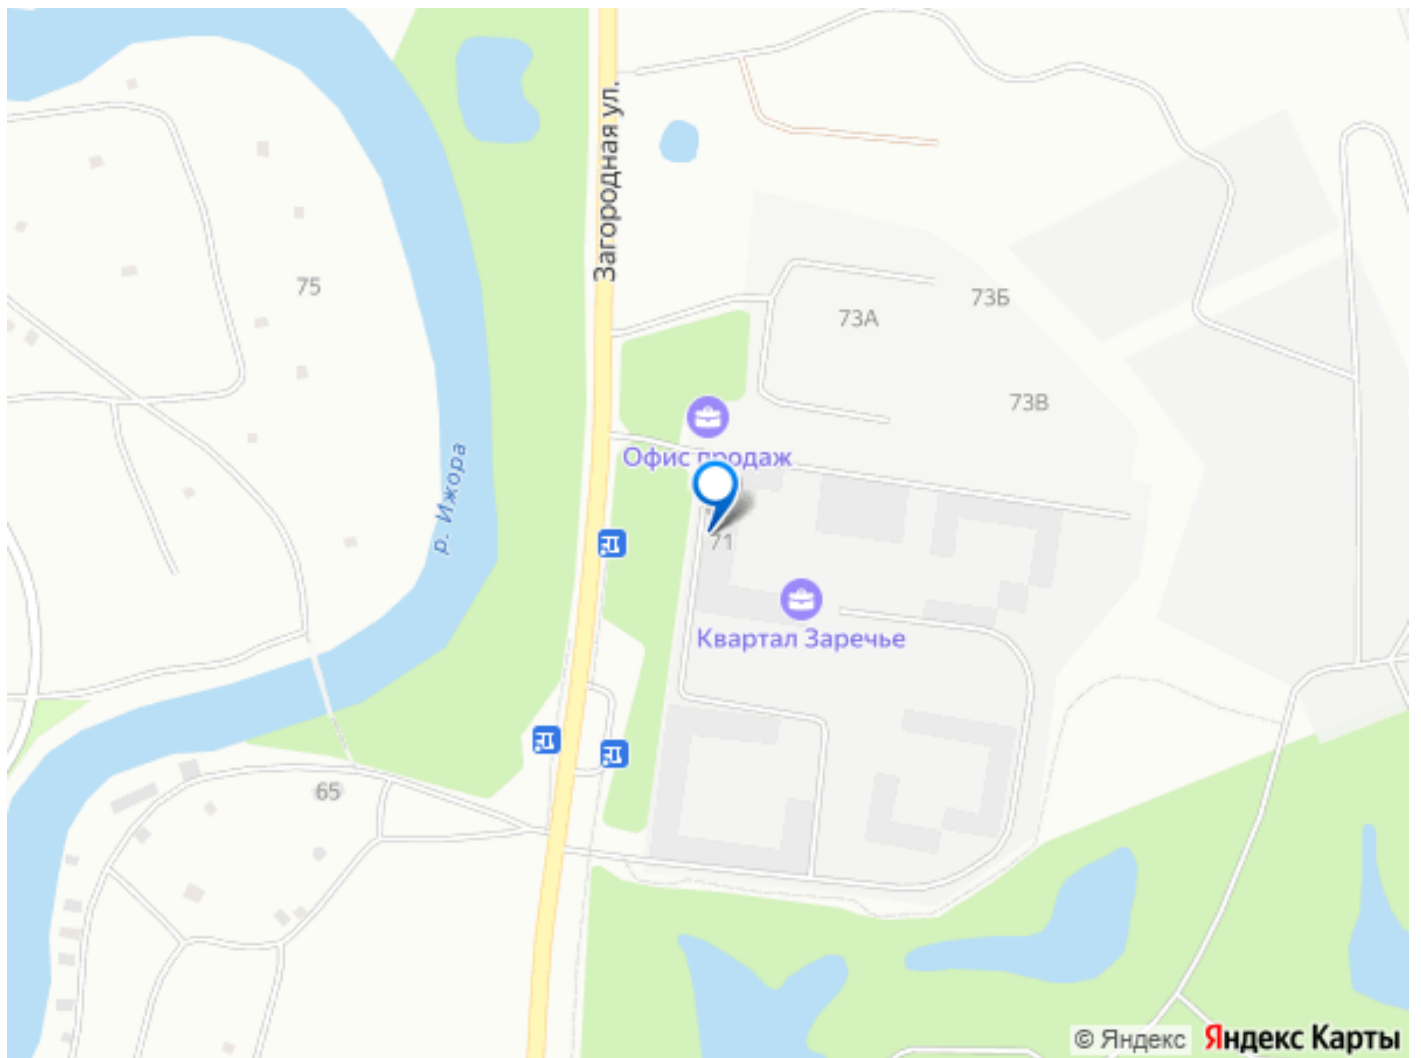 Загородная ул.
75
73Б
73А
73В
Офис продаж
р. Ижора
71
Квартал Заречье
65
© Яндекс Яндекс Карты